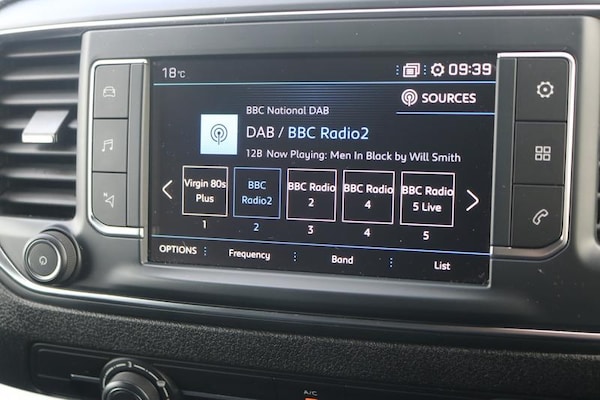 18°C
09:39
SOURCES
BBC National DAB
DAB / BBC Radio2
12B Now Playing: Men In Black by Will Smith
Virgin 80s Plus
BBC Radio2
BBC Radio 2
BBC Radio 4
BBC Radio 5 Live
1 2 3 4 5
OPTIONS Frequency Band List
A/C